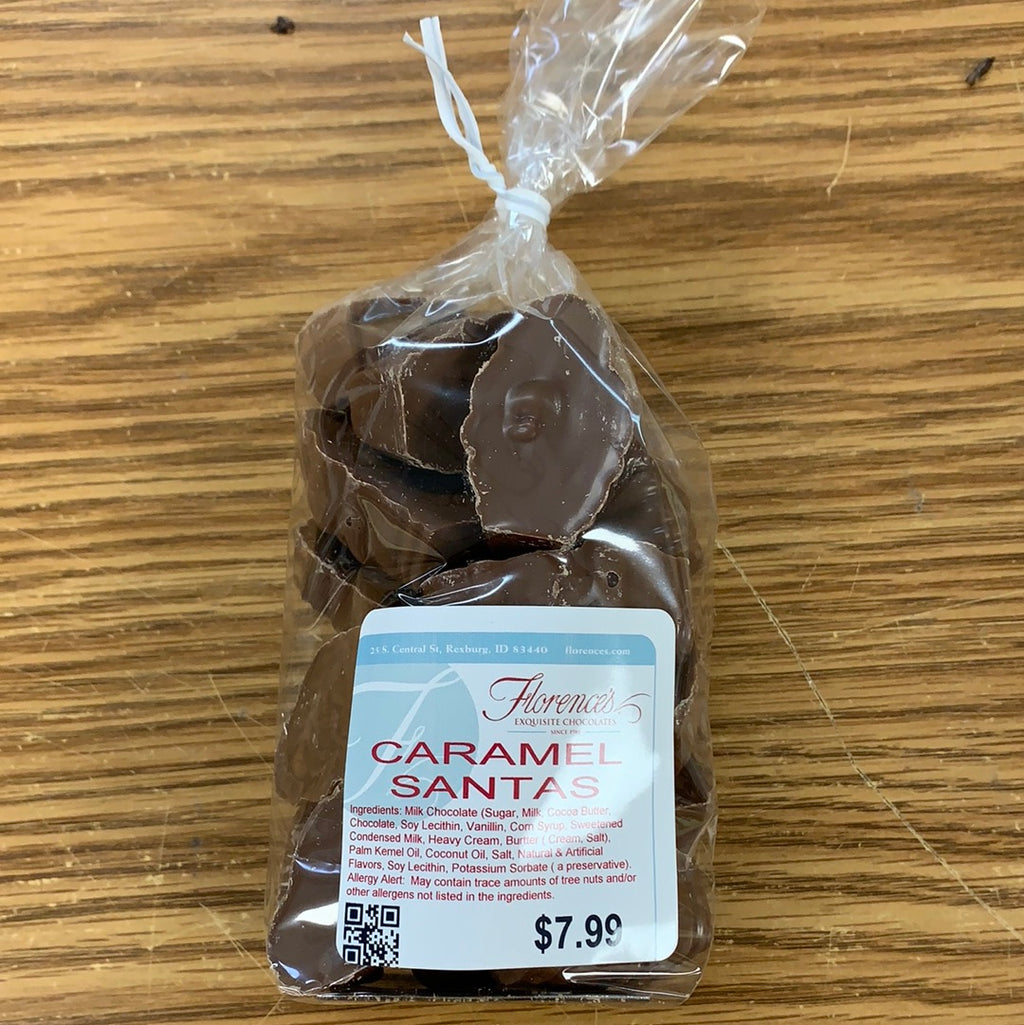 25 S. Central St, Rexburg, ID 83440 florences.com
Florence's
EXQUISITE CHOCOLATES
SINCE
CARAMEL
SANTAS
Ingredients: Milk Chocolate (Sugar, Milk, Cocoa Butter,
Chocolate, Soy Lecithin, Vanillin, Corn Syrup, Sweetened
Condensed Milk, Heavy Cream, Burtter ( Cream, Salt),
Palm Kernel Oil, Coconut Oil, Salt, Natural & Artificial
Flavors, Soy Lecithin, Potassium Sorbate ( a preservative).
Allergy Alert: May contain trace amounts of tree nuts and/or
other allergens not listed in the ingredients.
$7.99